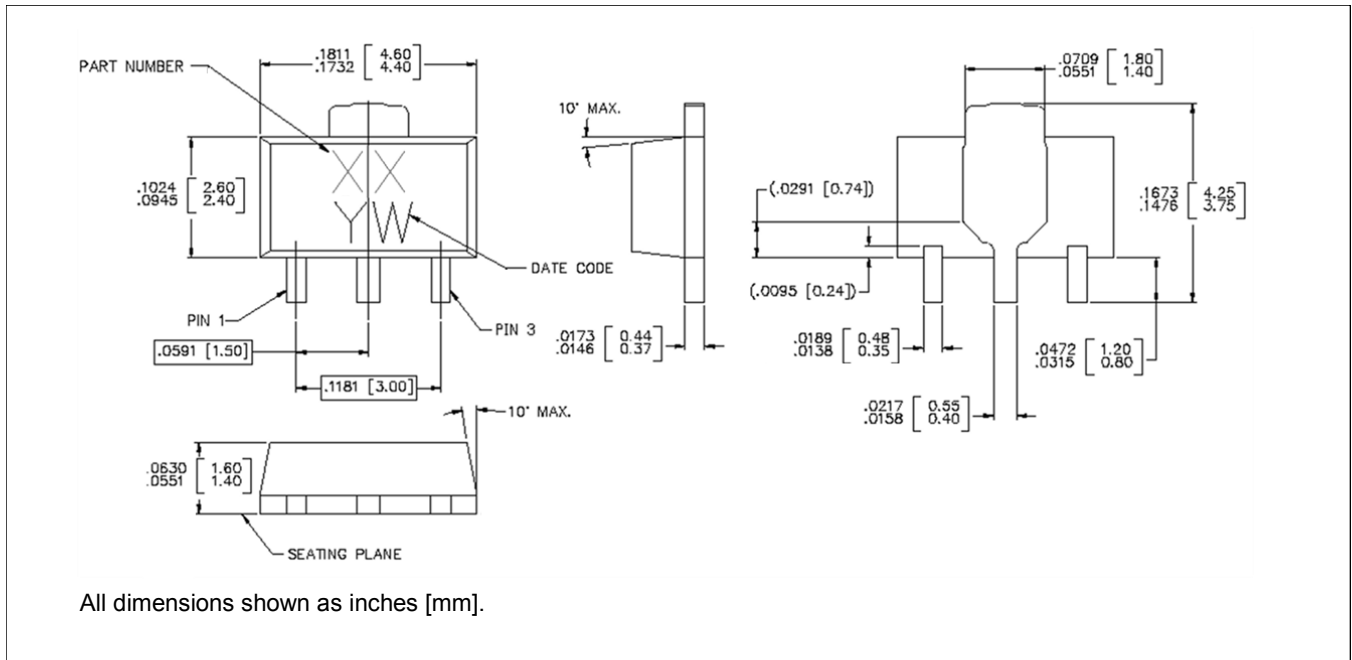 PART NUMBER
.1811 [ 4.60
.1732 4.40 ]
10° MAX.
.0709 [ 1.80
.0551 1.40 ]
.1024 [ 2.60
.0945 2.40 ]
XX
YW
(.0291 [0.74])
.1673 [ 4.25
.1476 3.75 ]
DATE CODE
(.0095 [0.24])
PIN 1
PIN 3
.0591 [1.50]
.1181 [3.00]
.0173 [ 0.44
.0146 0.37 ]
.0189 [ 0.48
.0138 0.35 ]
.0472 [ 1.20
.0315 0.80 ]
10° MAX.
.0217 [ 0.55
.0158 0.40 ]
.0630 [ 1.60
.0551 1.40 ]
SEATING PLANE
All dimensions shown as inches [mm].